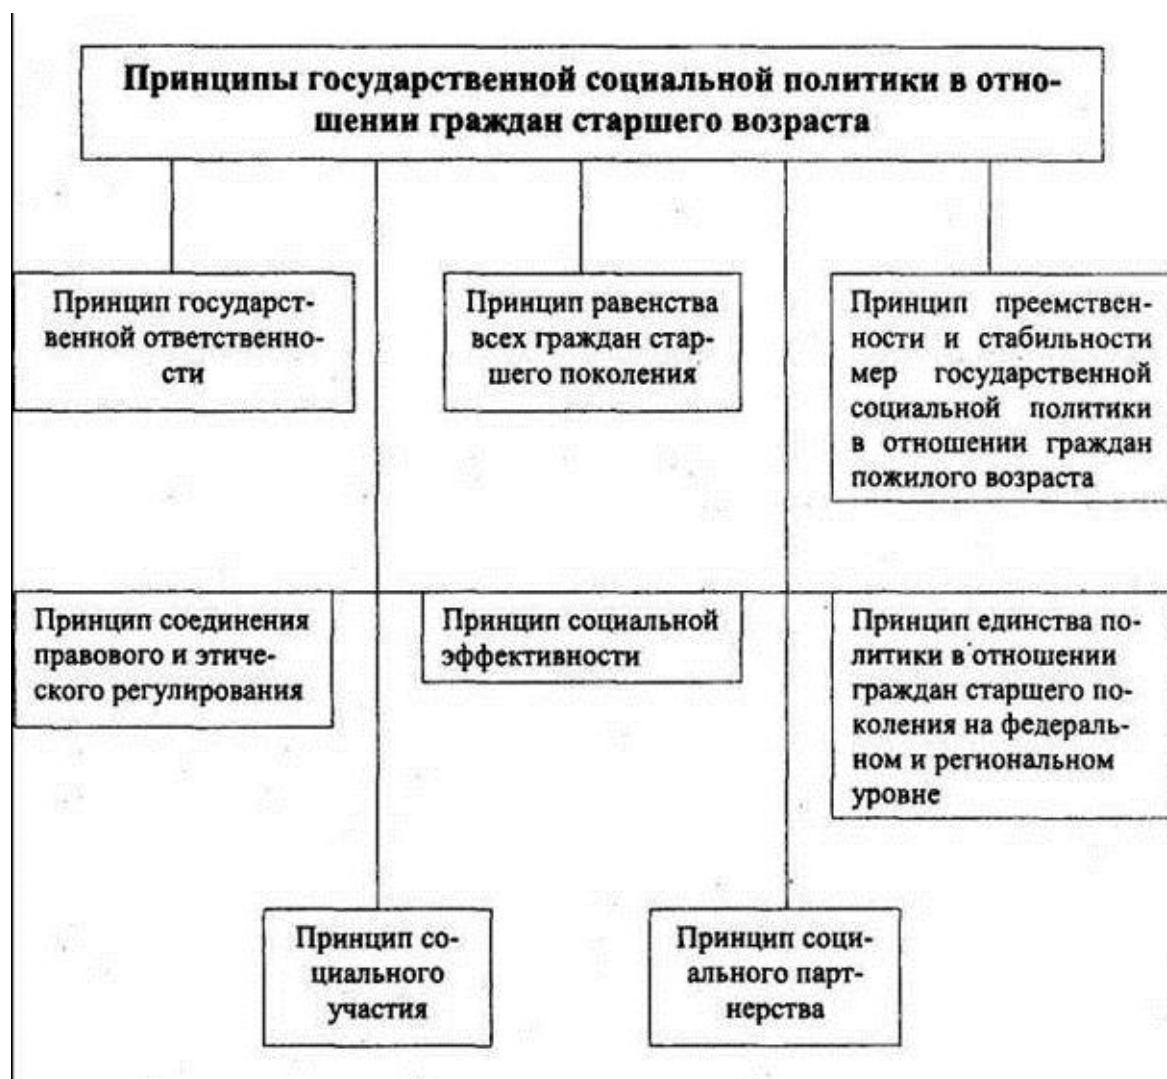 Принципы государственной социальной политики в отно-
шении граждан старшего возраста
Принцип государст-
венной ответственно-
сти
Принцип равенства
всех граждан стар-
шего поколения
Принцип преемствен-
ности и стабильности
мер государственной
социальной политики
в отношении граждан
пожилого возраста
Принцип соединения
правового и этиче-
ского регулирования
Принцип социальной
эффективности
Принцип единства по-
литики в отношении
граждан старшего по-
коления на федераль-
ном и региональном
уровне
Принцип со-
циального
участия
Принцип соци-
ального парт-
нерства